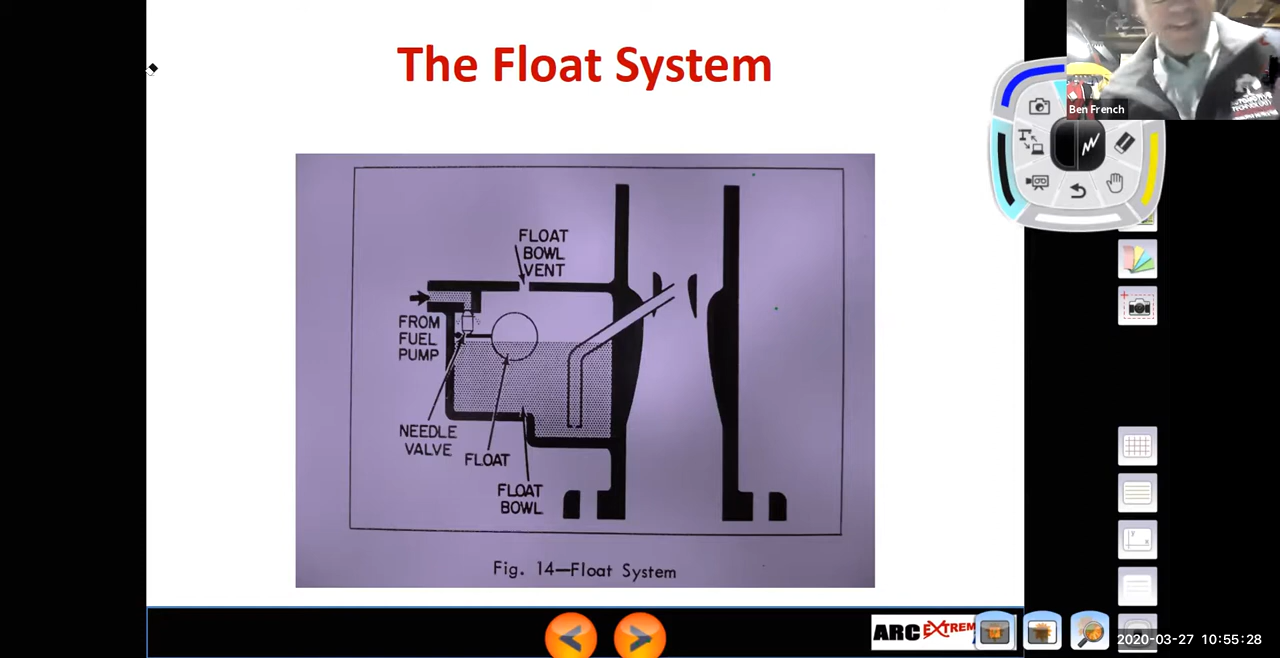 The Float System
Ben French
FLOAT
BOWL
VENT
FROM
FUEL
PUMP
NEEDLE
VALVE
FLOAT
FLOAT
BOWL
Fig. 14—Float System
ARC EXTREM
2020-03-27 10:55:28